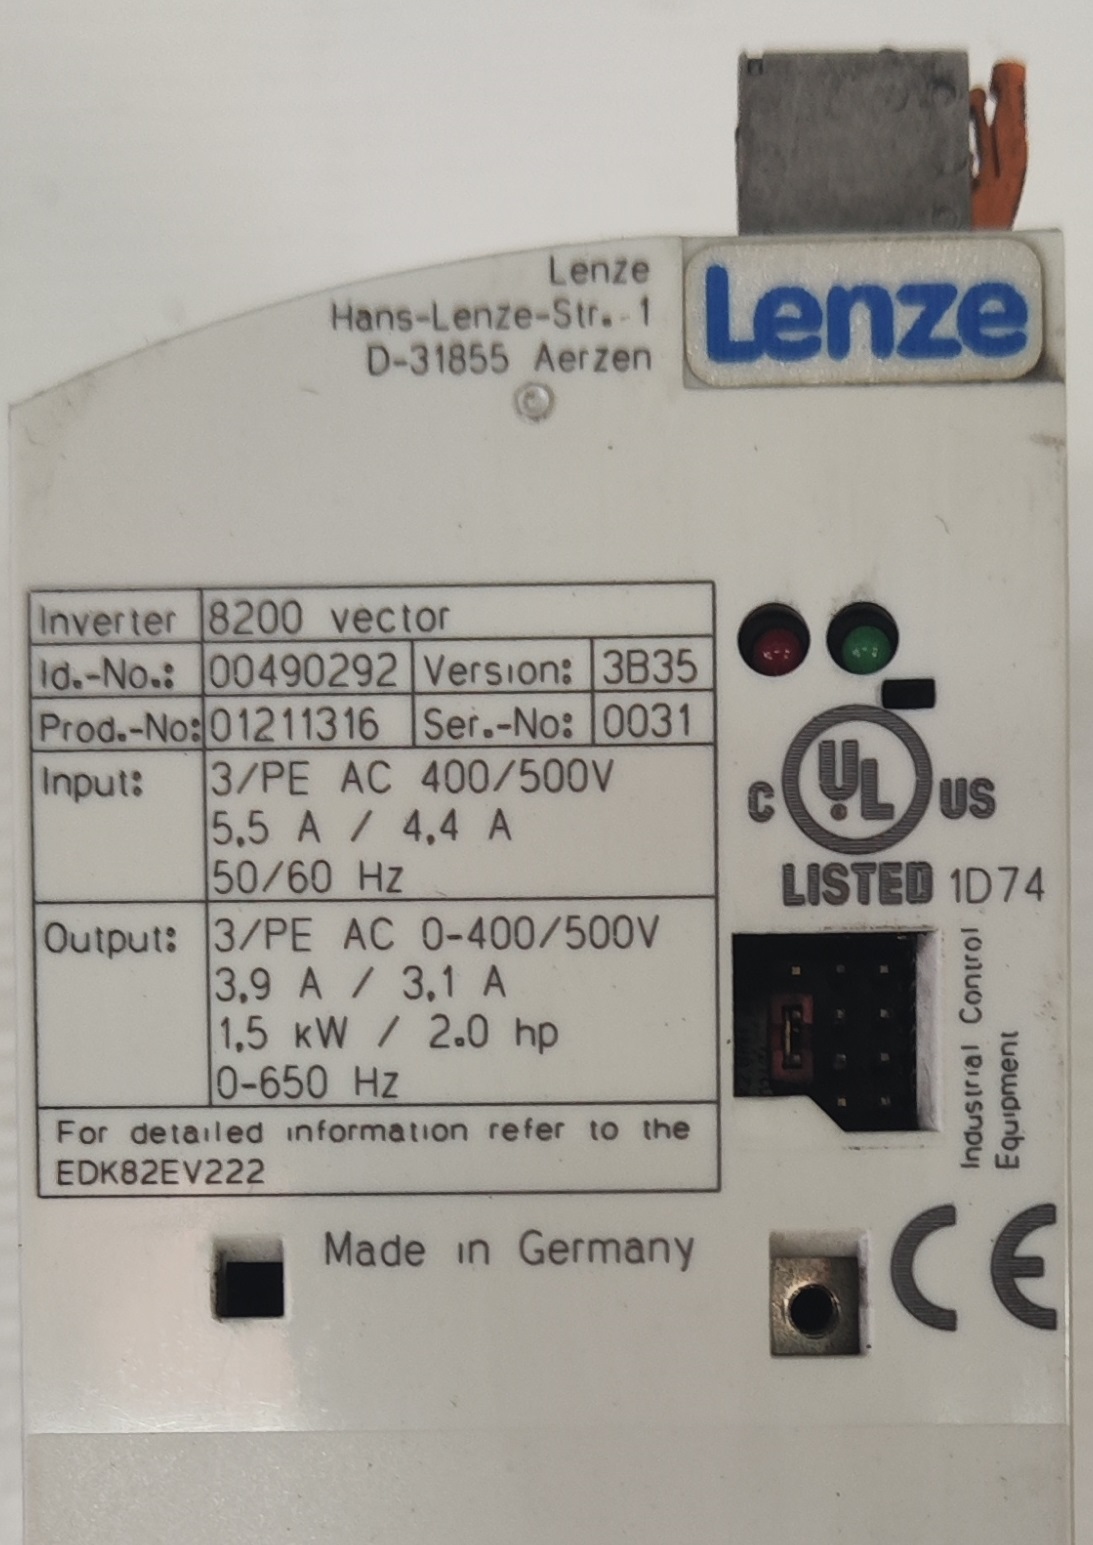 Lenze
Hans-Lenze-Str. 1
D-31855 Aerzen
Lenze
Inverter 8200 vector
Id.-No.: 00490292 Version: 3B35
Prod.-No: 01211316 Ser.-No: 0031
Input: 3/PE AC 400/500V
5.5 A / 4.4 A
50/60 Hz
Output: 3/PE AC 0-400/500V
3.9 A / 3.1 A
1.5 kW / 2.0 hp
0-650 Hz
For detailed information refer to the
EDK82EV222
C UL US
LISTED 1D74
Industrial Control
Equipment
Made in Germany
CE